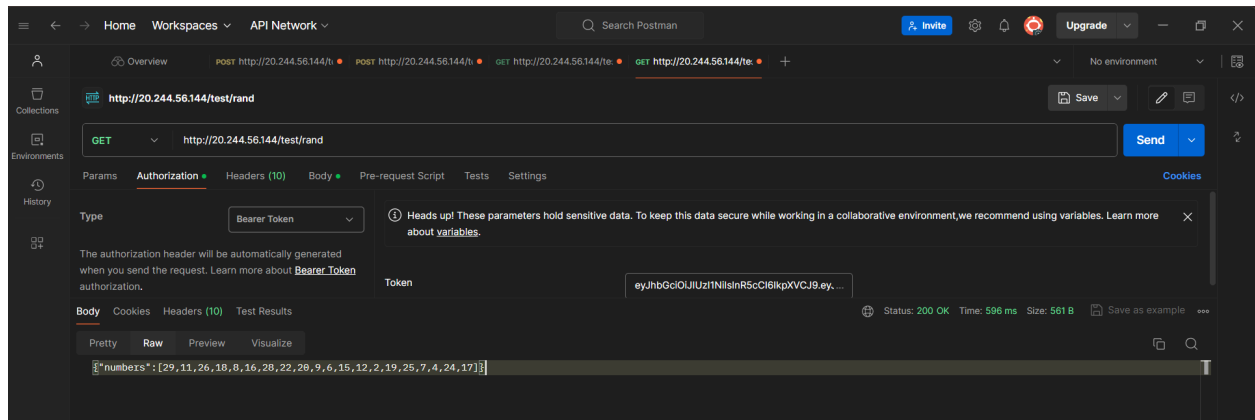 Home Workspaces API Network Search Postman Invite Upgrade
Overview POST http://20.244.56.144/t POST http://20.244.56.144/t GET http://20.244.56.144/te: GET http://20.244.56.144/te: + No environment
HTTP http://20.244.56.144/test/rand Save
Collections
GET http://20.244.56.144/test/rand Send
Environments
Params Authorization Headers (10) Body Pre-request Script Tests Settings Cookies
History
Type Bearer Token Heads up! These parameters hold sensitive data. To keep this data secure while working in a collaborative environment,we recommend using variables. Learn more
about variables.
The authorization header will be automatically generated
when you send the request. Learn more about Bearer Token
authorization.
Token eyJhbGciOiJIUzI1NiIsInR5cCI6IkpXVCJ9.ey. ...
Body Cookies Headers (10) Test Results Status: 200 OK Time: 596 ms Size: 561 B Save as example
Pretty Raw Preview Visualize
{"numbers":[29,11,26,18,8,16,28,22,20,9,6,15,12,2,19,25,7,4,24,17]}